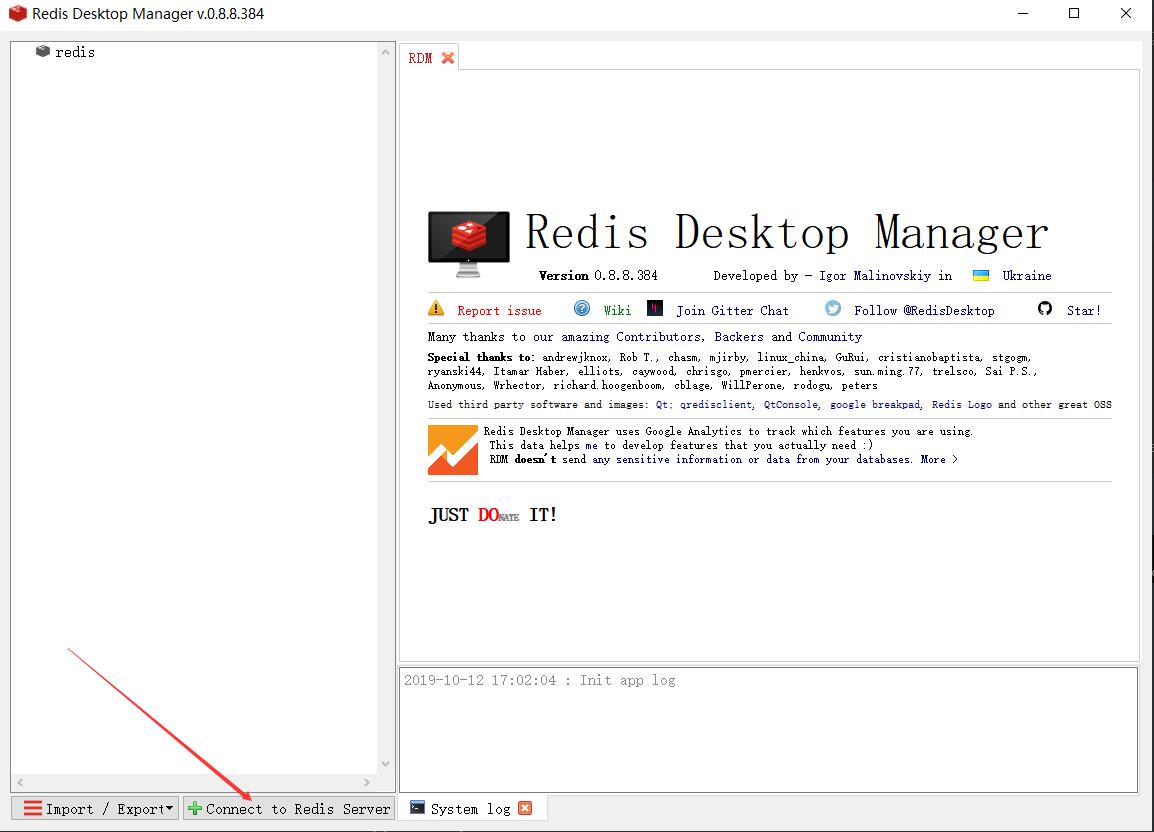 Redis Desktop Manager v.0.8.8.384
redis
RDM
Redis Desktop Manager
Version 0.8.8.384 Developed by - Igor Malinovskiy in Ukraine
Report issue Wiki Join Gitter Chat Follow @RedisDesktop Star!
Many thanks to our amazing Contributors, Backers and Community
Special thanks to: andrewjknox, Rob T., chasm, mjirby, linux_china, GuRui, cristianobaptista, stgogm,
ryanski44, Itamar Haber, elliots, caywood, chrisgo, pmercier, henkvos, sun.ming.77, trelsco, Sai P.S.,
Anonymous, Wrhector, richard.hoogenboom, cblage, WillPerone, rodogu, peters
Used third party software and images: Qt; qredisclient, QtConsole, google breakpad, Redis Logo and other great OSS
Redis Desktop Manager uses Google Analytics to track which features you are using.
This data helps me to develop features that you actually need :)
RDM doesn't send any sensitive information or data from your databases. More >
JUST DONATE IT!
2019-10-12 17:02:04 : Init app log
Import / Export
Connect to Redis Server
System log